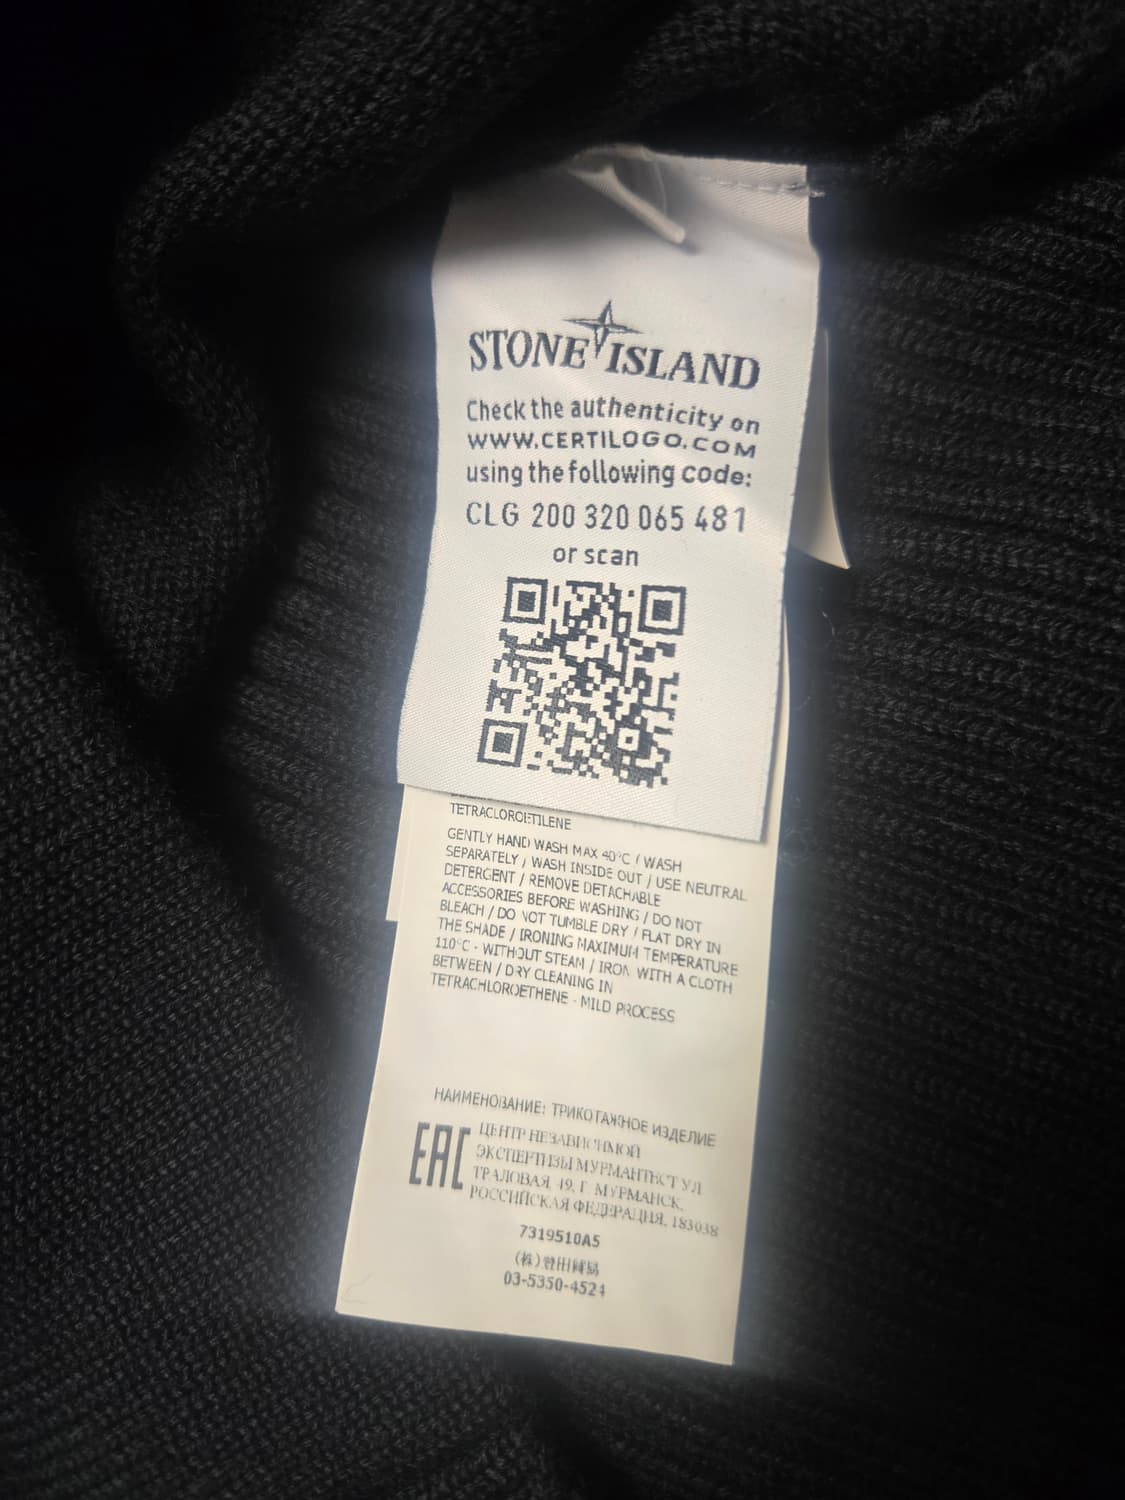 STONE ISLAND
Check the authenticity on
WWW.CERTILOGO.COM
using the following code:
CLG 200 320 065 481
or scan
TETRACLOROETILENE
GENTLY HAND WASH MAX 40°C / WASH
SEPARATELY / WASH INSIDE OUT / USE NEUTRAL
DETERGENT / REMOVE DETACHABLE
ACCESSORIES BEFORE WASHING / DO NOT
BLEACH / DO NOT TUMBLE DRY / FLAT DRY IN
THE SHADE / IRONING MAXIMUM TEMPERATURE
110°C - WITHOUT STEAM / IRON WITH A CLOTH
BETWEEN / DRY CLEANING IN
TETRACHLOROETHENE - MILD PROCESS
НАИМЕНОВАНИЕ: ТРИКОТАЖНОЕ ИЗДЕЛИЕ
EAC
ЦЕНТР НЕЗАВИСИМОЙ
ЭКСПЕРТИЗЫ МУРМАНТЕСТ УЛ.
ТРАЛОВАЯ, 49, Г. МУРМАНСК,
РОССИЙСКАЯ ФЕДЕРАЦИЯ, 183038
7319510A5
(株)
03-5350-4524